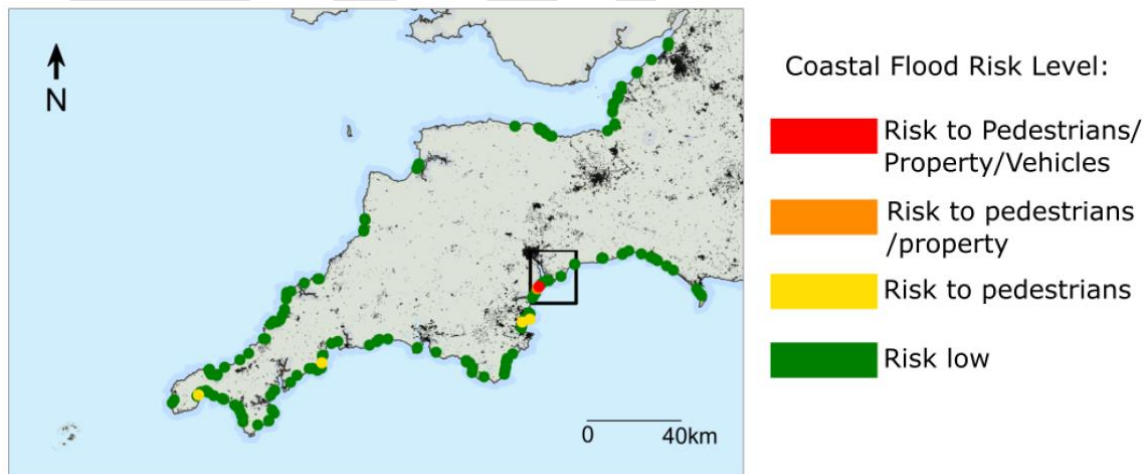 N
0 40km
Coastal Flood Risk Level:
Risk to Pedestrians/
Property/Vehicles
Risk to pedestrians
/property
Risk to pedestrians
Risk low